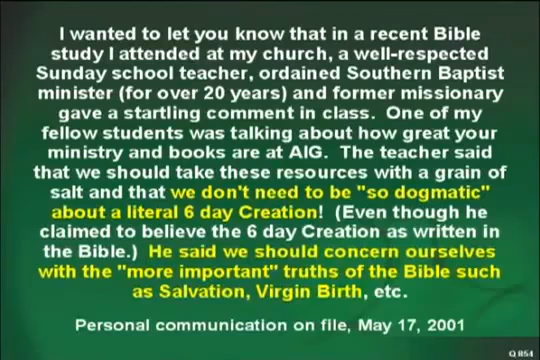 I wanted to let you know that in a recent Bible
study I attended at my church, a well-respected
Sunday school teacher, ordained Southern Baptist
minister (for over 20 years) and former missionary
gave a startling comment in class.  One of my
fellow students was talking about how great your
ministry and books are at AIG.  The teacher said
that we should take these resources with a grain of
salt and that we don't need to be "so dogmatic"
about a literal 6 day Creation!  (Even though he
claimed to believe the 6 day Creation as written in
the Bible.)  He said we should concern ourselves
with the "more important" truths of the Bible such
as Salvation, Virgin Birth, etc.
Personal communication on file, May 17, 2001
Q 854